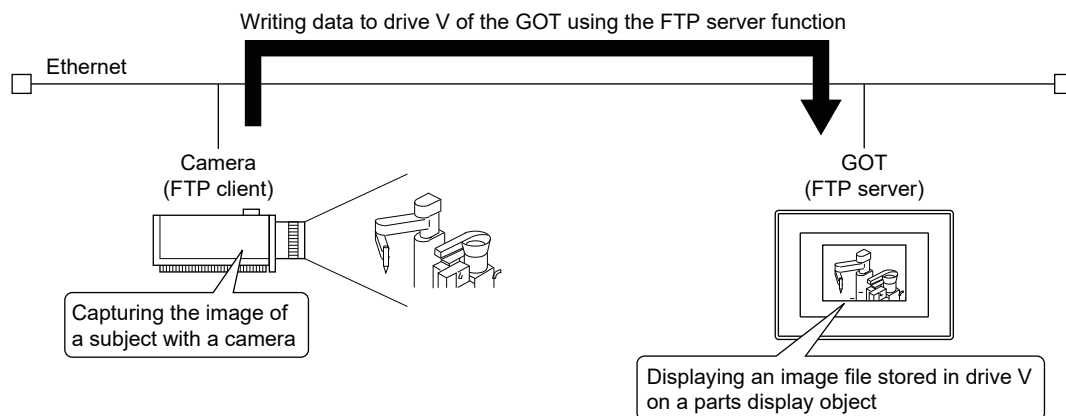 Writing data to drive V of the GOT using the FTP server function
Ethernet
Camera
(FTP client)
GOT
(FTP server)
Capturing the image of
a subject with a camera
Displaying an image file stored in drive V
on a parts display object